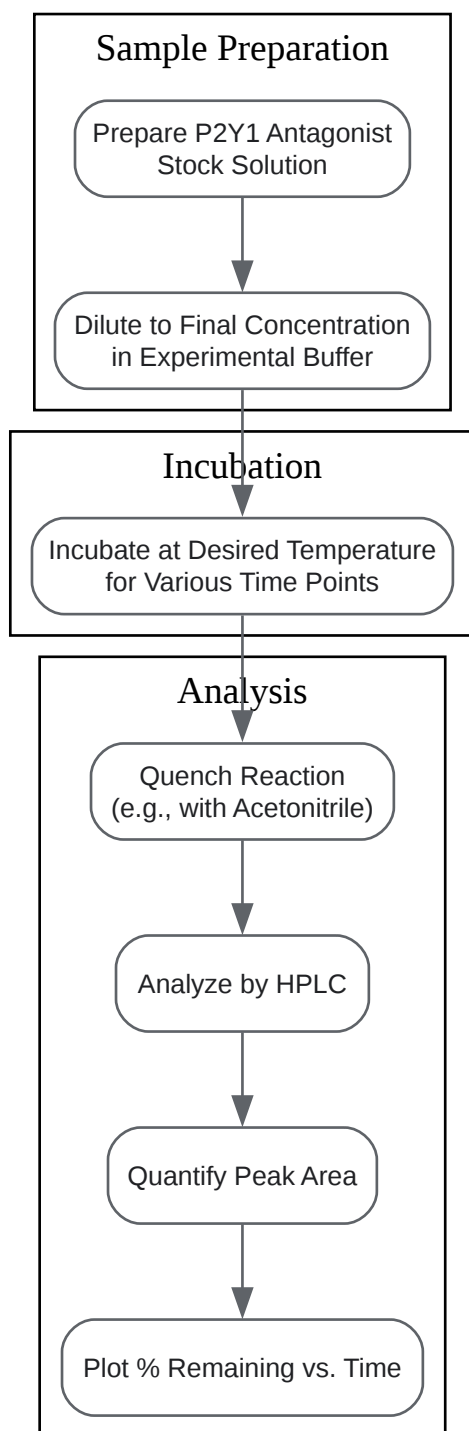 Sample Preparation
Prepare P2Y1 Antagonist
Stock Solution
Dilute to Final Concentration
in Experimental Buffer
Incubation
Incubate at Desired Temperature
for Various Time Points
Analysis
Quench Reaction
(e.g., with Acetonitrile)
Analyze by HPLC
Quantify Peak Area
Plot % Remaining vs. Time